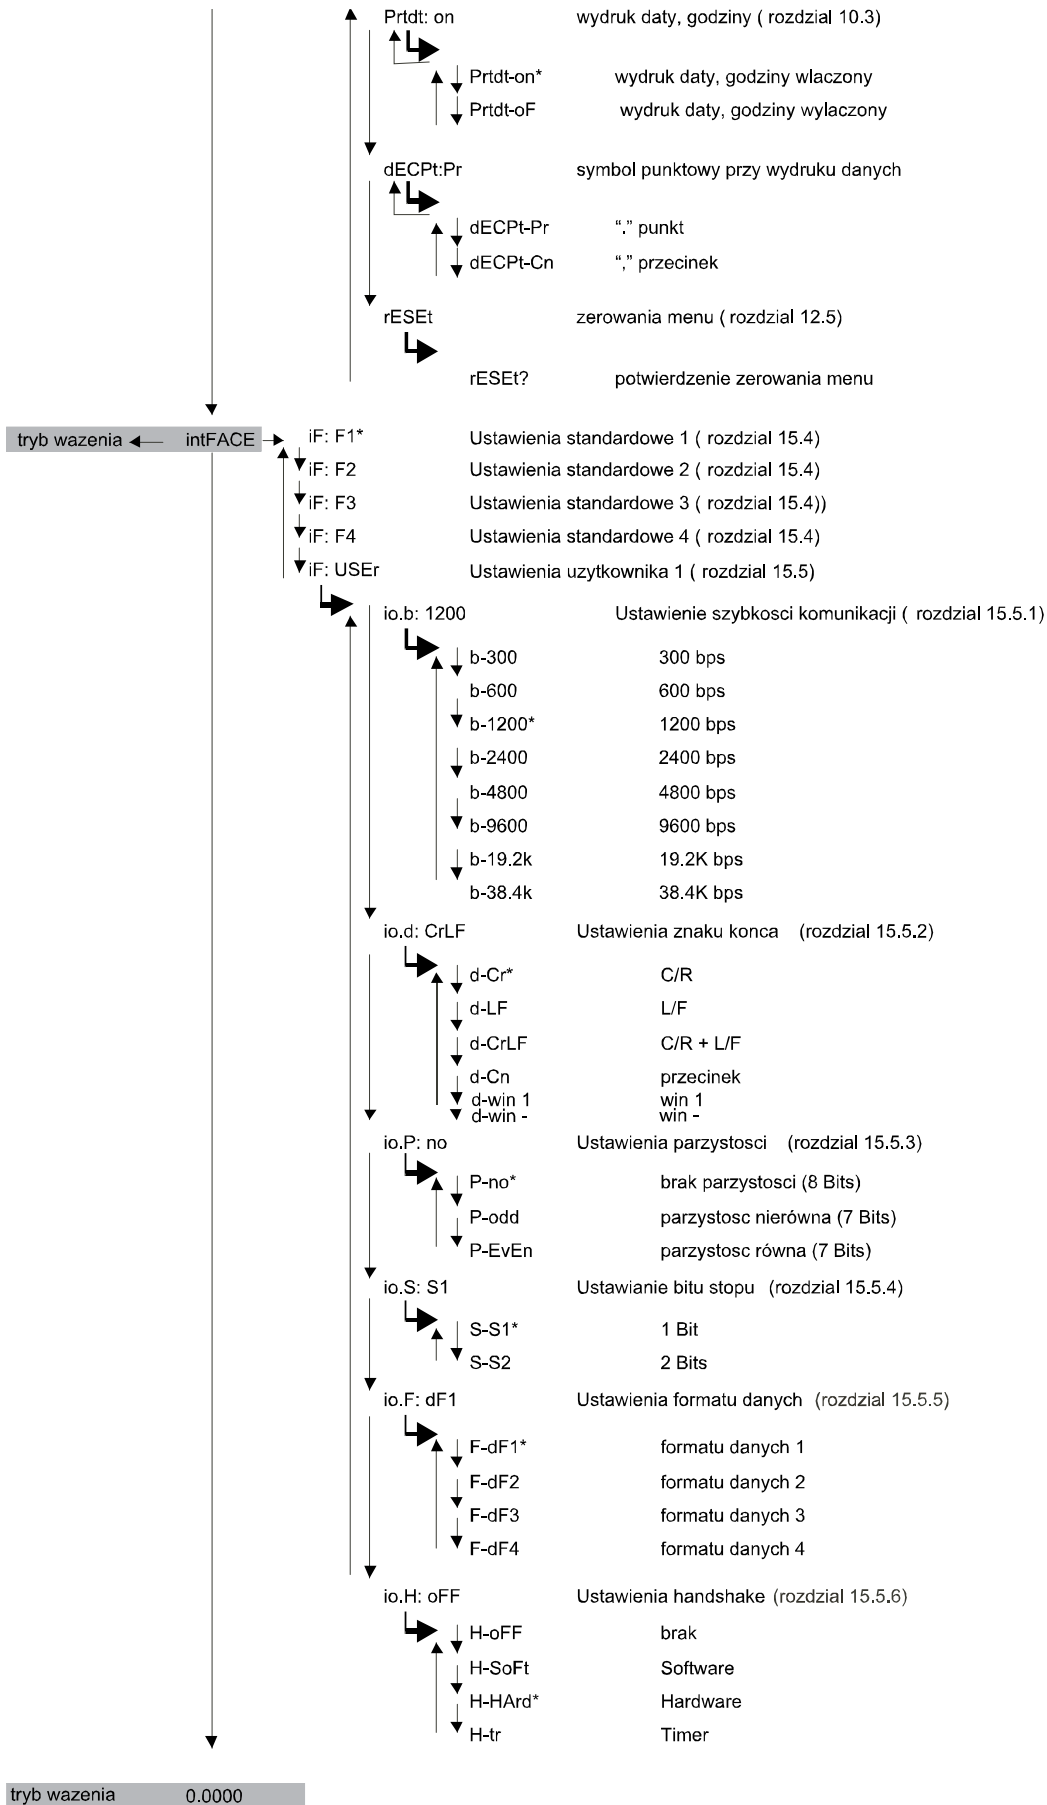 Prtdt: on wydruk daty, godziny ( rozdzial 10.3)
Prtdt-on* wydruk daty, godziny wlaczony
Prtdt-oF wydruk daty, godziny wylaczony
dECPt:Pr symbol punktowy przy wydruku danych
dECPt-Pr “.” punkt
dECPt-Cn “,” przecinek
rESEt zerowania menu ( rozdzial 12.5)
rESEt? potwierdzenie zerowania menu
tryb wazenia intFACE iF: F1* Ustawienia standardowe 1 ( rozdzial 15.4)
iF: F2 Ustawienia standardowe 2 ( rozdzial 15.4)
iF: F3 Ustawienia standardowe 3 ( rozdzial 15.4))
iF: F4 Ustawienia standardowe 4 ( rozdzial 15.4)
iF: USEr Ustawienia uzytkownika 1 ( rozdzial 15.5)
io.b: 1200 Ustawienie szybkosci komunikacji ( rozdzial 15.5.1)
b-300 300 bps
b-600 600 bps
b-1200* 1200 bps
b-2400 2400 bps
b-4800 4800 bps
b-9600 9600 bps
b-19.2k 19.2K bps
b-38.4k 38.4K bps
io.d: CrLF Ustawienia znaku konca (rozdzial 15.5.2)
d-Cr* C/R
d-LF L/F
d-CrLF C/R + L/F
d-Cn przecinek
d-win 1 win 1
d-win - win -
io.P: no Ustawienia parzystosci (rozdzial 15.5.3)
P-no* brak parzystosci (8 Bits)
P-odd parzystosc nierówna (7 Bits)
P-EvEn parzystosc równa (7 Bits)
io.S: S1 Ustawianie bitu stopu (rozdzial 15.5.4)
S-S1* 1 Bit
S-S2 2 Bits
io.F: dF1 Ustawienia formatu danych (rozdzial 15.5.5)
F-dF1* formatu danych 1
F-dF2 formatu danych 2
F-dF3 formatu danych 3
F-dF4 formatu danych 4
io.H: oFF Ustawienia handshake (rozdzial 15.5.6)
H-oFF brak
H-SoFt Software
H-HArd* Hardware
H-tr Timer
tryb wazenia 0.0000